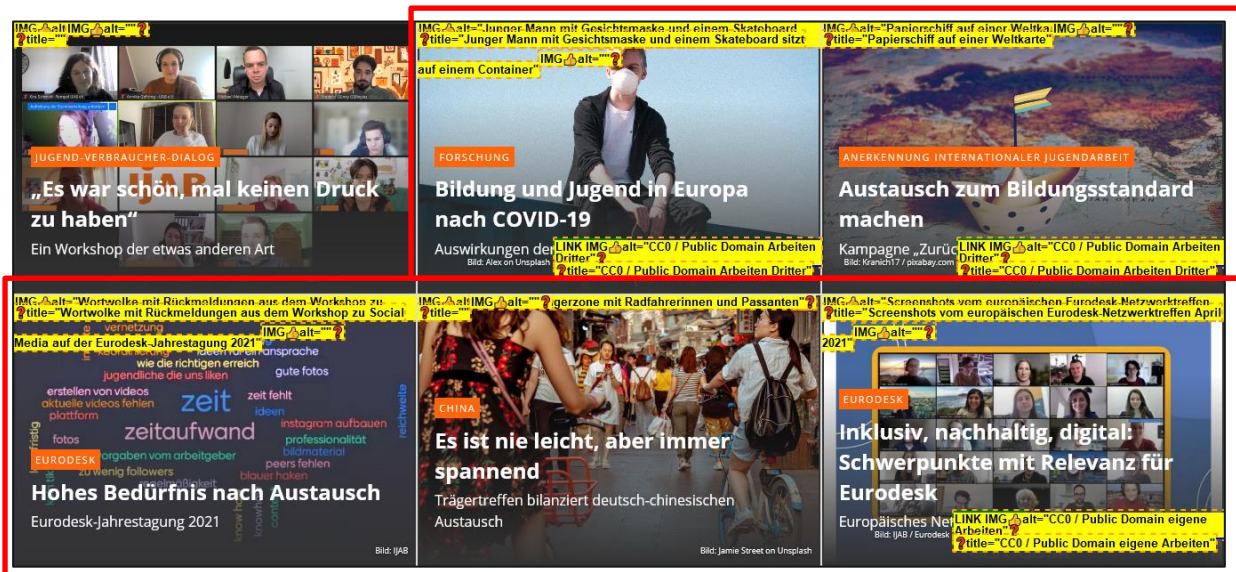 IMG alt IMG alt=""
title=""
JUGEND-VERBRAUCHER-DIALOG
„Es war schön, mal keinen Druck
zu haben“
Ein Workshop der etwas anderen Art
IMG alt="Junger Mann mit Gesichtsmaske und einem Skateboard
title="Junger Mann mit Gesichtsmaske und einem Skateboard sitzt
IMG alt=""
auf einem Container"
FORSCHUNG
Bildung und Jugend in Europa
nach COVID-19
Auswirkungen der
Bild: Alex on Unsplash
LINK IMG alt="CC0 / Public Domain Arbeiten
Dritter"
title="CC0 / Public Domain Arbeiten Dritter"
IMG alt="Papierschiff auf einer Weltka IMG alt=""
title="Papierschiff auf einer Weltkarte"
ANERKENNUNG INTERNATIONALER JUGENDARBEIT
Austausch zum Bildungsstandard
machen
Kampagne „Zurüc
Bild: Kranich17 / pixabay.com
LINK IMG alt="CC0 / Public Domain Arbeiten
Dritter"
title="CC0 / Public Domain Arbeiten Dritter"
IMG alt="Wortwolke mit Rückmeldungen aus dem Workshop zu
title="Wortwolke mit Rückmeldungen aus dem Workshop zu Social
IMG alt=""
Media auf der Eurodesk-Jahrestagung 2021"
vernetzung
ansprache
wie die richtigen erreich
jugendliche die uns liken
gute fotos
erstellen von videos
aktuelle videos fehlen
zeit
zeit fehlt
plattform
ideen
instagram aufbauen
reichweite
fotos
zeitaufwand
professionalität
bildmaterial
vorgaben vom arbeitgeber
peers fehlen
zu wenig followers
blauer haken
EURODESK
Hohes Bedürfnis nach Austausch
Eurodesk-Jahrestagung 2021
Bild: IJAB
IMG alt IMG alt="" gerzone mit Radfahrerinnen und Passanten"
title=""
CHINA
Es ist nie leicht, aber immer
spannend
Trägertreffen bilanziert deutsch-chinesischen
Austausch
Bild: Jamie Street on Unsplash
IMG alt="Screenshots vom europäischen Eurodesk-Netzwerktreffen
title="Screenshots vom europäischen Eurodesk-Netzwerktreffen April
IMG alt=""
2021"
EURODESK
Inklusiv, nachhaltig, digital:
Schwerpunkte mit Relevanz für
Eurodesk
Europäisches Net
Bild: IJAB / Eurodesk
LINK IMG alt="CC0 / Public Domain eigene
Arbeiten"
title="CC0 / Public Domain eigene Arbeiten"